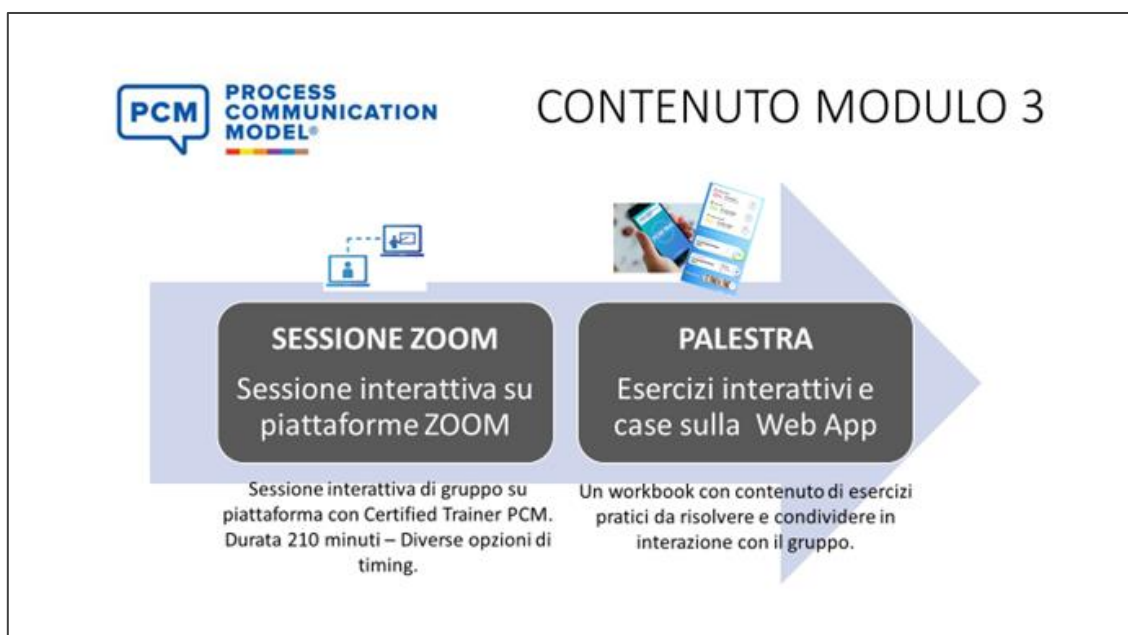 PCM
PROCESS
COMMUNICATION
MODEL®
CONTENUTO MODULO 3
SESSIONE ZOOM
Sessione interattiva su
piattaforme ZOOM
PALESTRA
Esercizi interattivi e
case sulla Web App
Sessione interattiva di gruppo su
piattaforma con Certified Trainer PCM.
Durata 210 minuti – Diverse opzioni di
timing.
Un workbook con contenuto di esercizi
pratici da risolvere e condividere in
interazione con il gruppo.